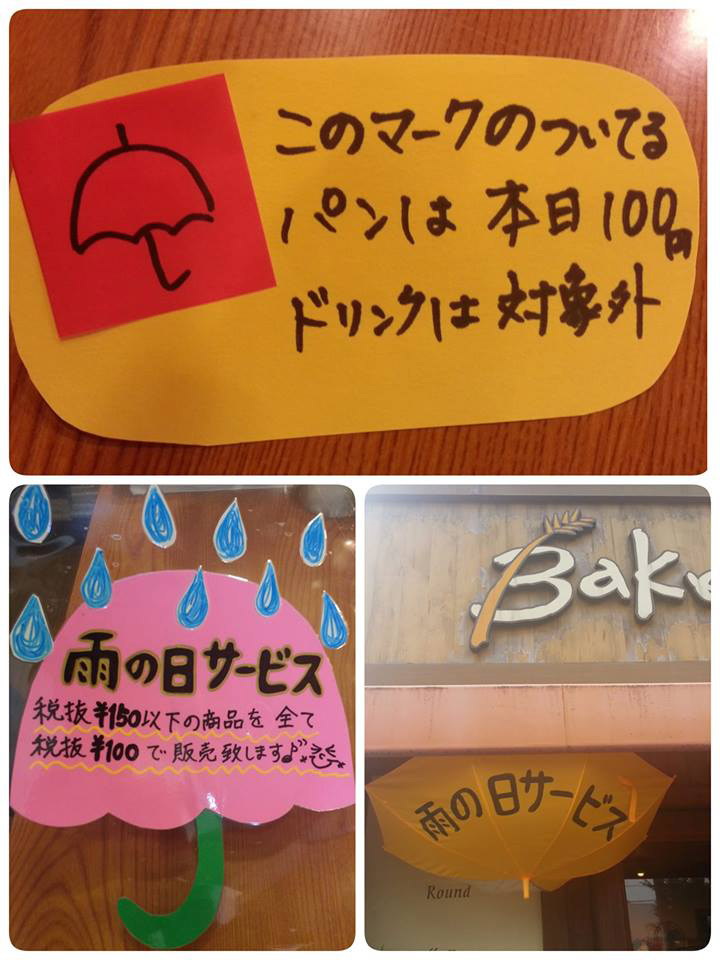 このマークのついてる
パンは 本日100円
ドリンクは 対象外
雨の日サービス
税抜¥150以下の商品を 全て
税抜¥100で販売致します♪
Bake
雨の日サービス
Round